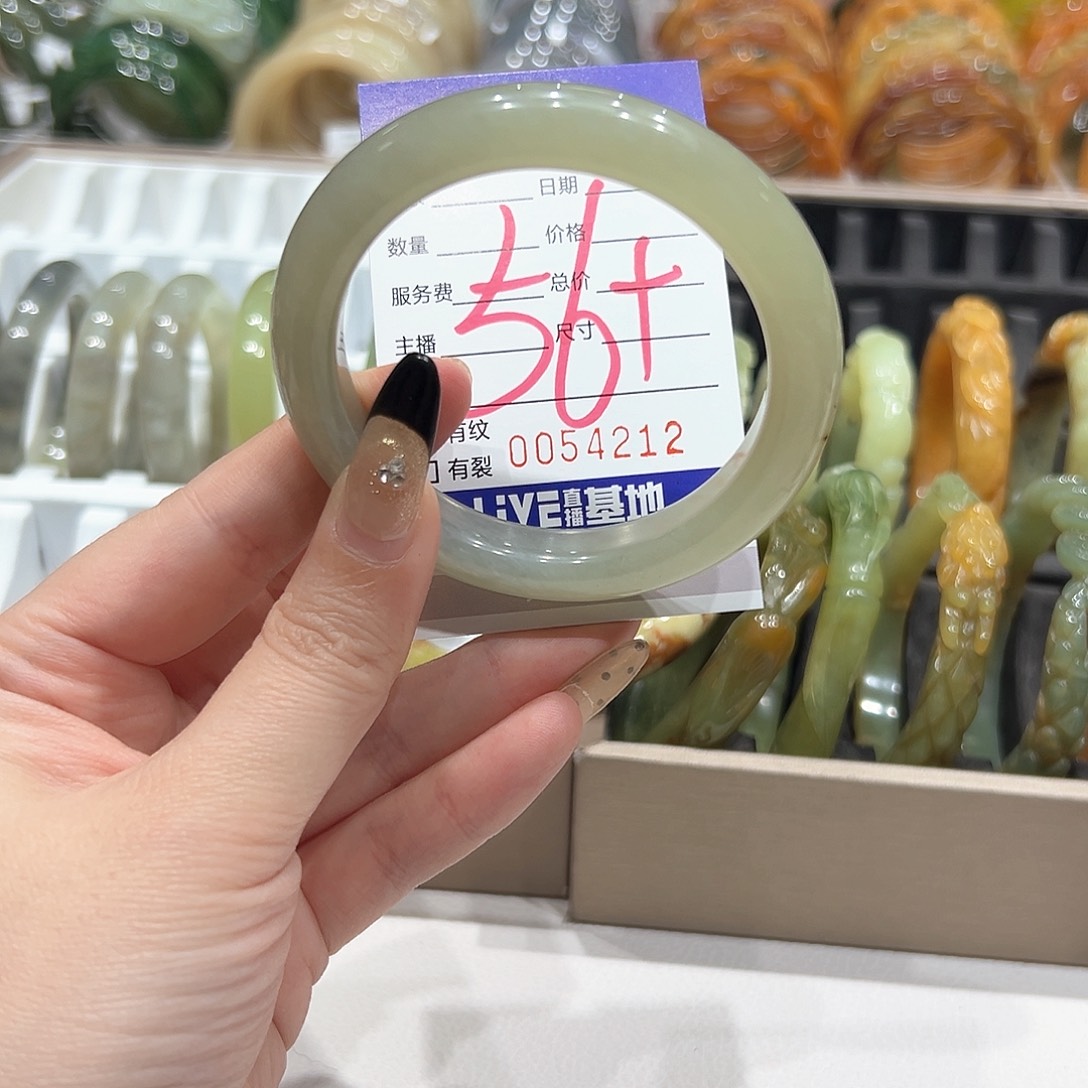 日期
数量 价格
服务费 总价
主播 尺寸
56+
有纹
有裂 0054212
LiVE直播基地